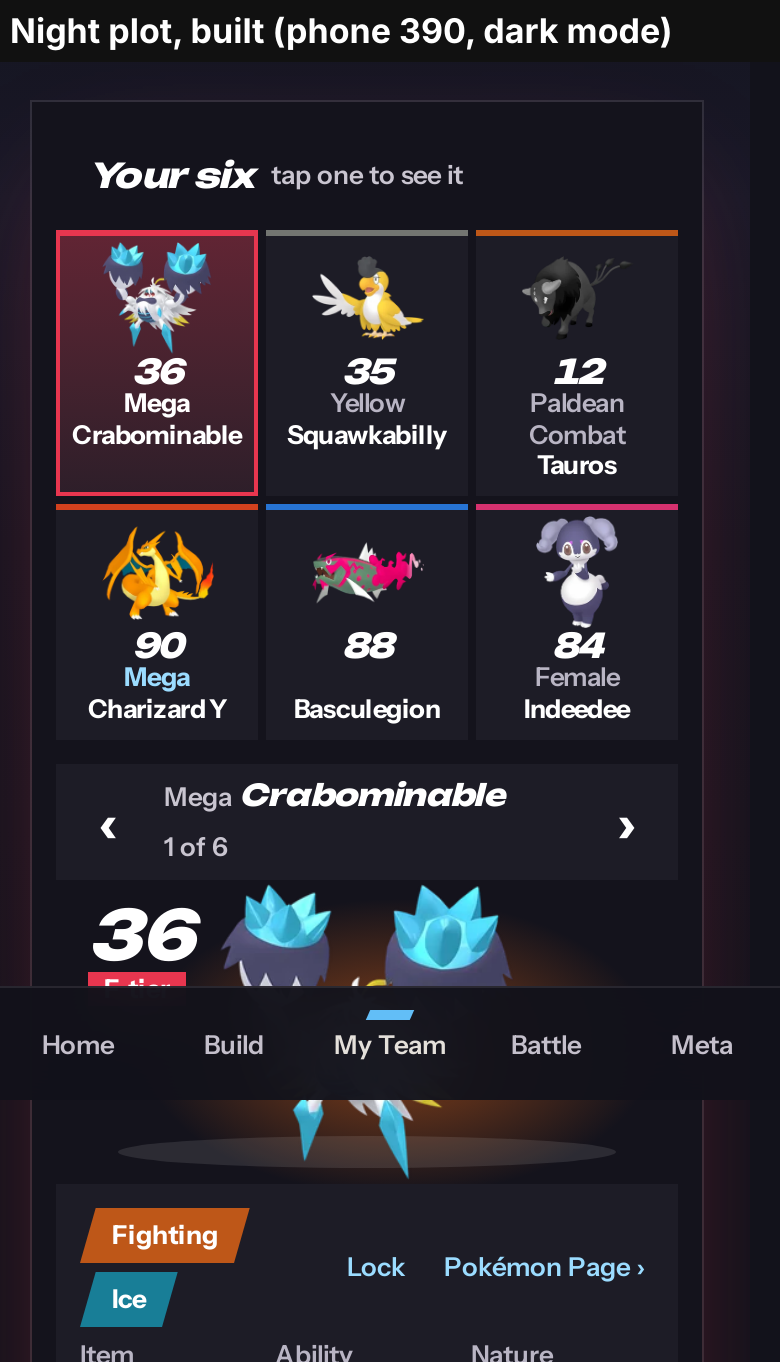 Night plot, built (phone 390, dark mode)
Your six tap one to see it
36
Mega
Crabominable
35
Yellow
Squawkabilly
12
Paldean
Combat
Tauros
90
Mega
Charizard Y
88
Basculegion
84
Female
Indeedee
‹ Mega Crabominable ›
1 of 6
36
Home Build My Team Battle Meta
Fighting
Ice
Lock Pokémon Page ›
Item Ability Nature